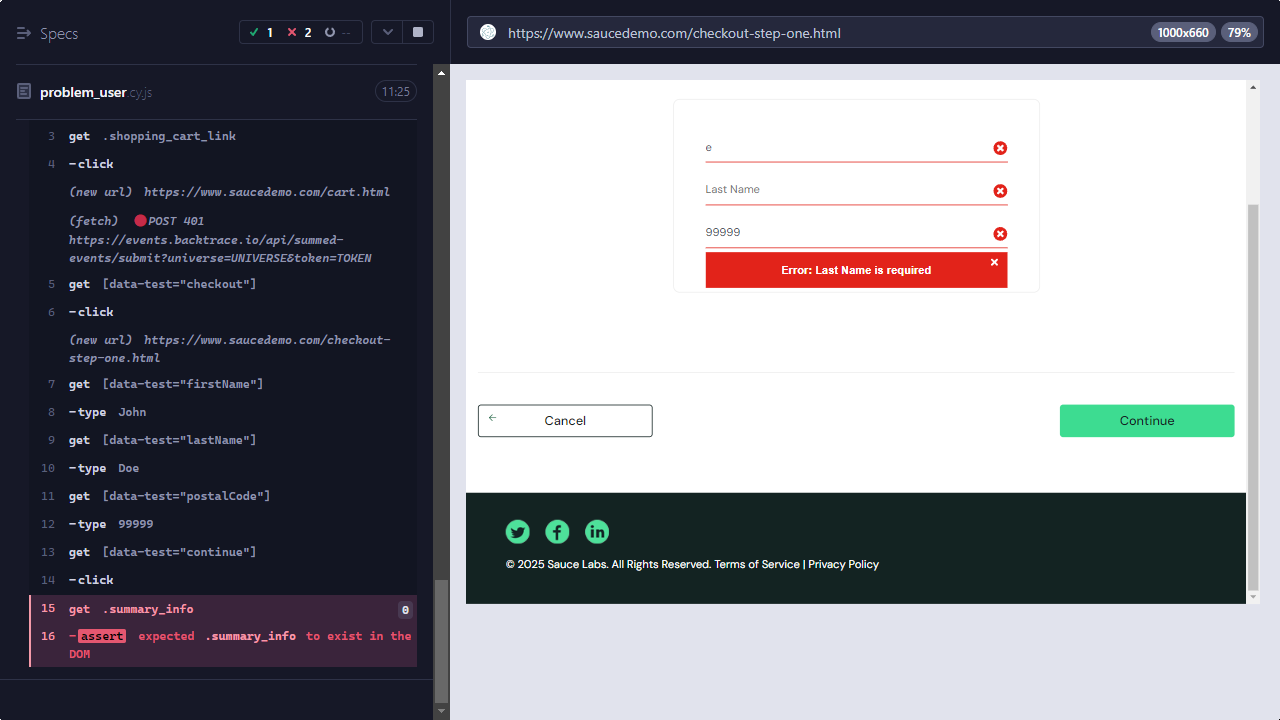 Specs
1
2
--
https://www.saucedemo.com/checkout-step-one.html
1000x660
79%
problem_user.cy.js
11:25
3 get .shopping_cart_link
4 -click
(new url) https://www.saucedemo.com/cart.html
(fetch) POST 401
https://events.backtrace.io/api/summed-
events/submit?universe=UNIVERSE&token=TOKEN
5 get [data-test="checkout"]
6 -click
(new url) https://www.saucedemo.com/checkout-
step-one.html
7 get [data-test="firstName"]
8 -type John
9 get [data-test="lastName"]
10 -type Doe
11 get [data-test="postalCode"]
12 -type 99999
13 get [data-test="continue"]
14 -click
15 get .summary_info 0
16 -assert expected .summary_info to exist in the
DOM
e
Last Name
99999
Error: Last Name is required
Cancel
Continue
© 2025 Sauce Labs. All Rights Reserved. Terms of Service | Privacy Policy